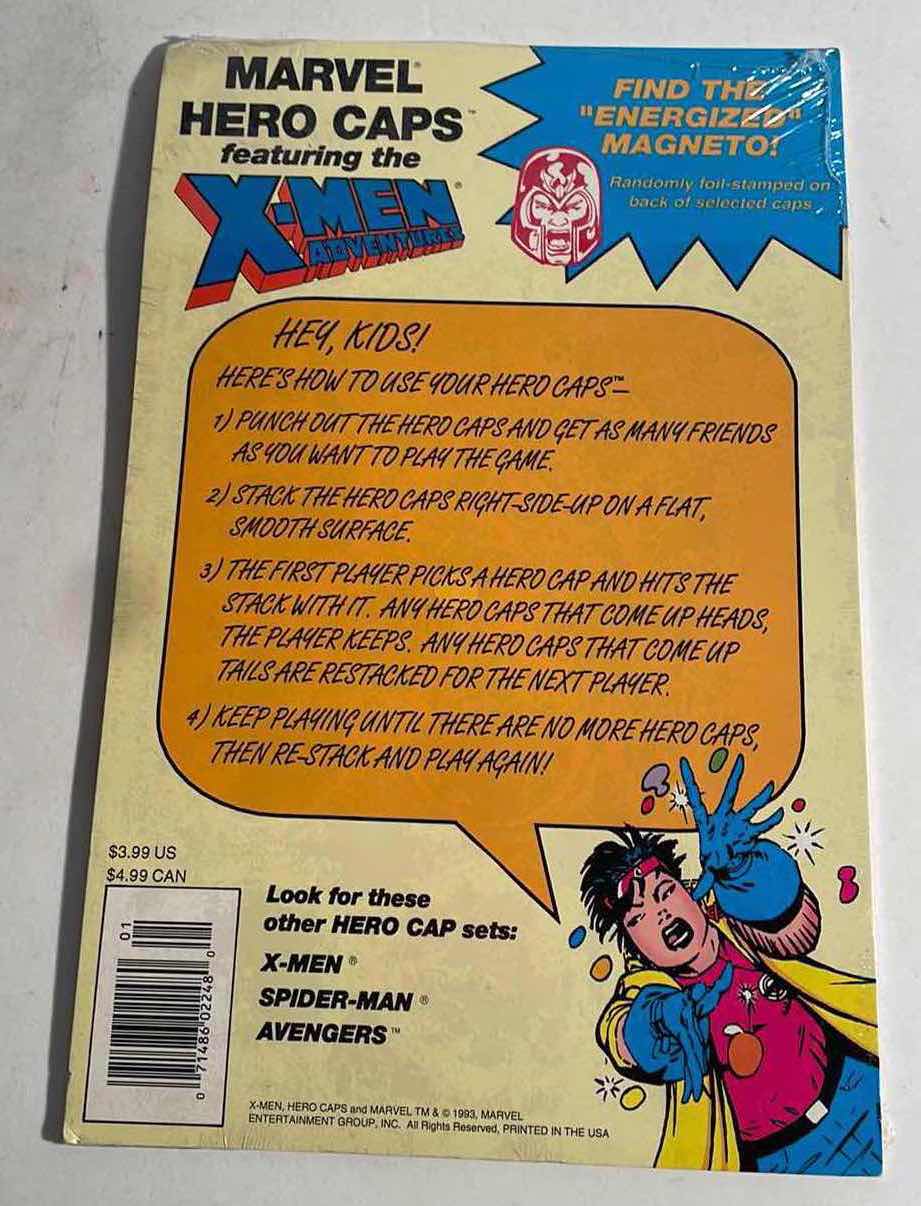 MARVEL®
HERO CAPS™
featuring the
X-MEN®
ADVENTURES
FIND THE
"ENERGIZED"
MAGNETO!
Randomly foil-stamped on
back of selected caps
HEY, KIDS!
HERE'S HOW TO USE YOUR HERO CAPS™—
1) PUNCH OUT THE HERO CAPS AND GET AS MANY FRIENDS
AS YOU WANT TO PLAY THE GAME.
2) STACK THE HERO CAPS RIGHT-SIDE-UP ON A FLAT,
SMOOTH SURFACE.
3) THE FIRST PLAYER PICKS A HERO CAP AND HITS THE
STACK WITH IT. ANY HERO CAPS THAT COME UP HEADS,
THE PLAYER KEEPS. ANY HERO CAPS THAT COME UP
TAILS ARE RESTACKED FOR THE NEXT PLAYER.
4) KEEP PLAYING UNTIL THERE ARE NO MORE HERO CAPS,
THEN RE-STACK AND PLAY AGAIN!
$3.99 US
$4.99 CAN
01
0 71486 02248 0
Look for these
other HERO CAP sets:
X-MEN®
SPIDER-MAN®
AVENGERS™
X-MEN, HERO CAPS and MARVEL TM & © 1993, MARVEL
ENTERTAINMENT GROUP, INC. All Rights Reserved, PRINTED IN THE USA